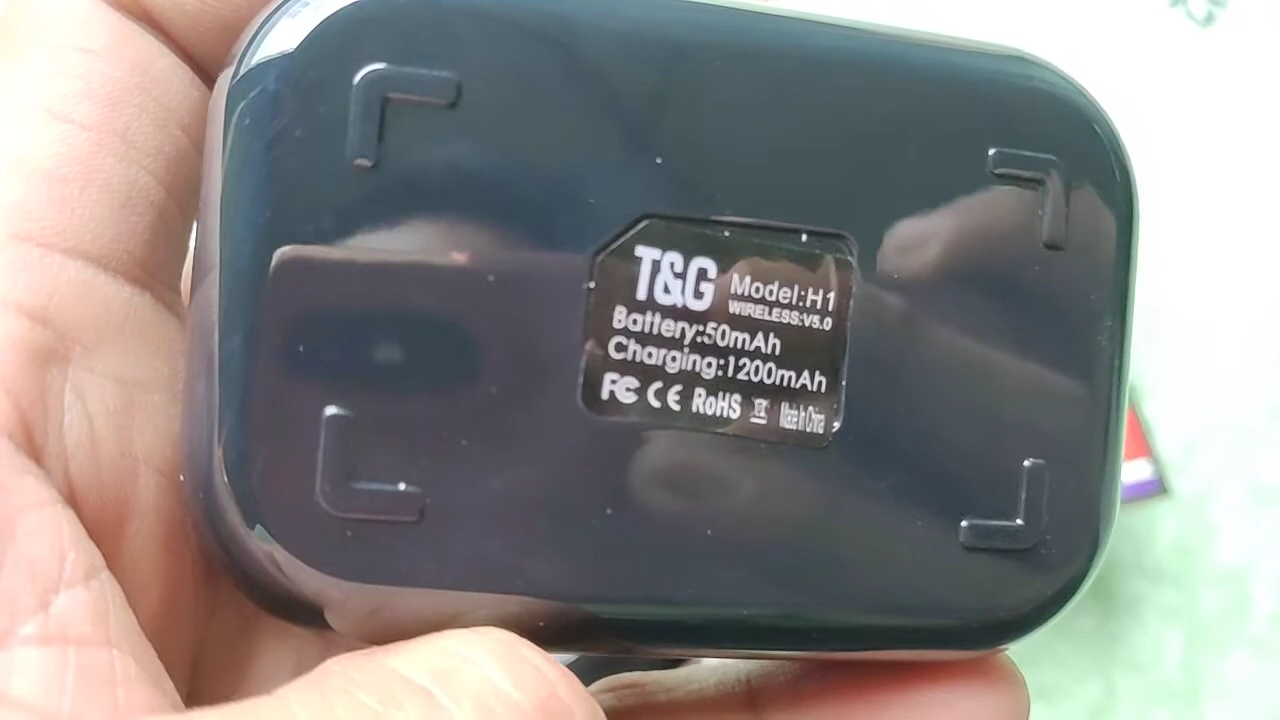 T&G Model:H1
WIRELESS:V5.0
Battery:50mAh
Charging:1200mAh
FC CE RoHS Made In China